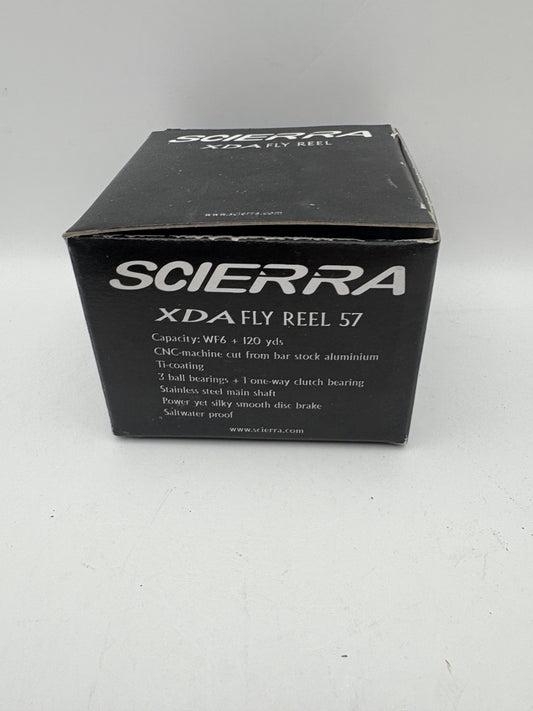 SCIERRA
XDA FLY REEL
www.scierra.com
SCIERRA
XDA FLY REEL 57
Capacity: WF6 + 120 yds
CNC-machine cut from bar stock aluminium
Ti-coating
3 ball bearings + 1 one-way clutch bearing
Stainless steel main shaft
Power yet silky smooth disc brake
Saltwater proof
www.scierra.com